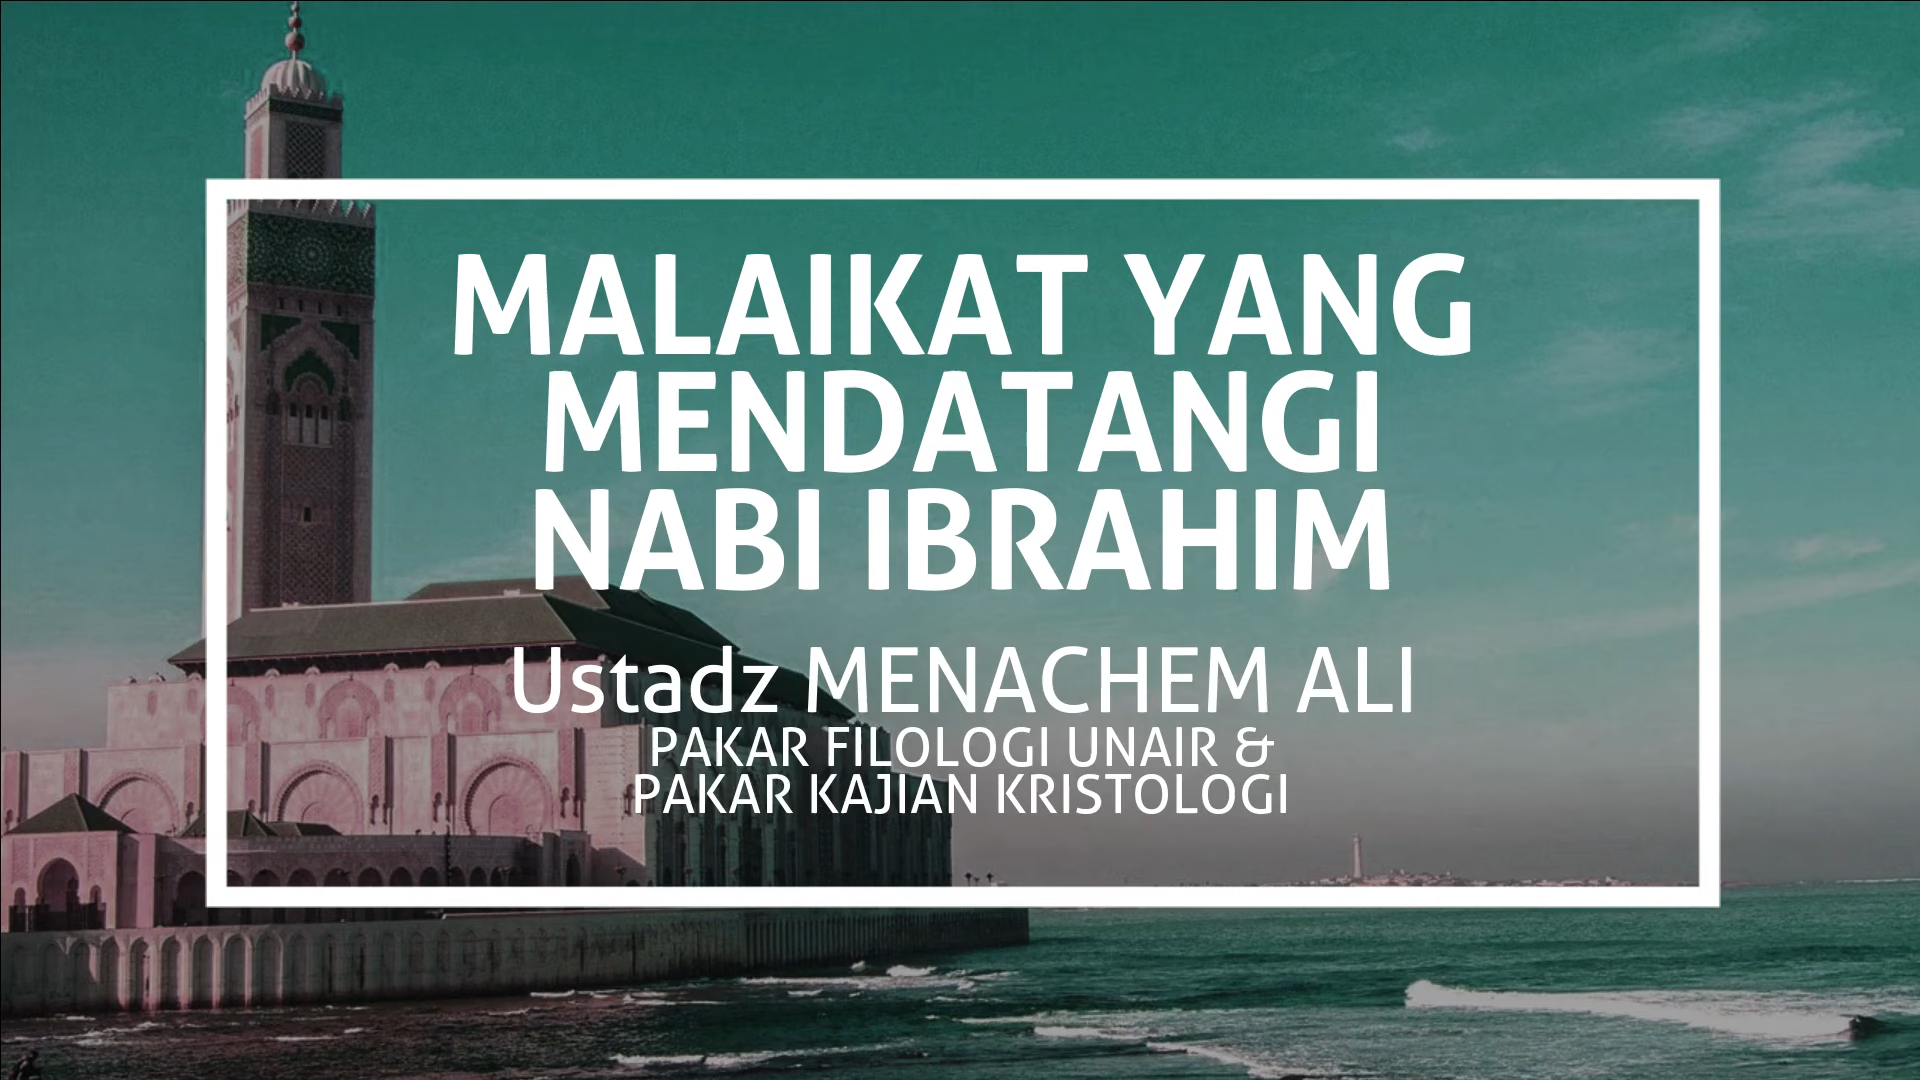 MALAIKAT YANG
MENDATANGI
NABI IBRAHIM
Ustadz MENACHEM ALI
PAKAR FILOLOGI UNAIR &
PAKAR KAJIAN KRISTOLOGI